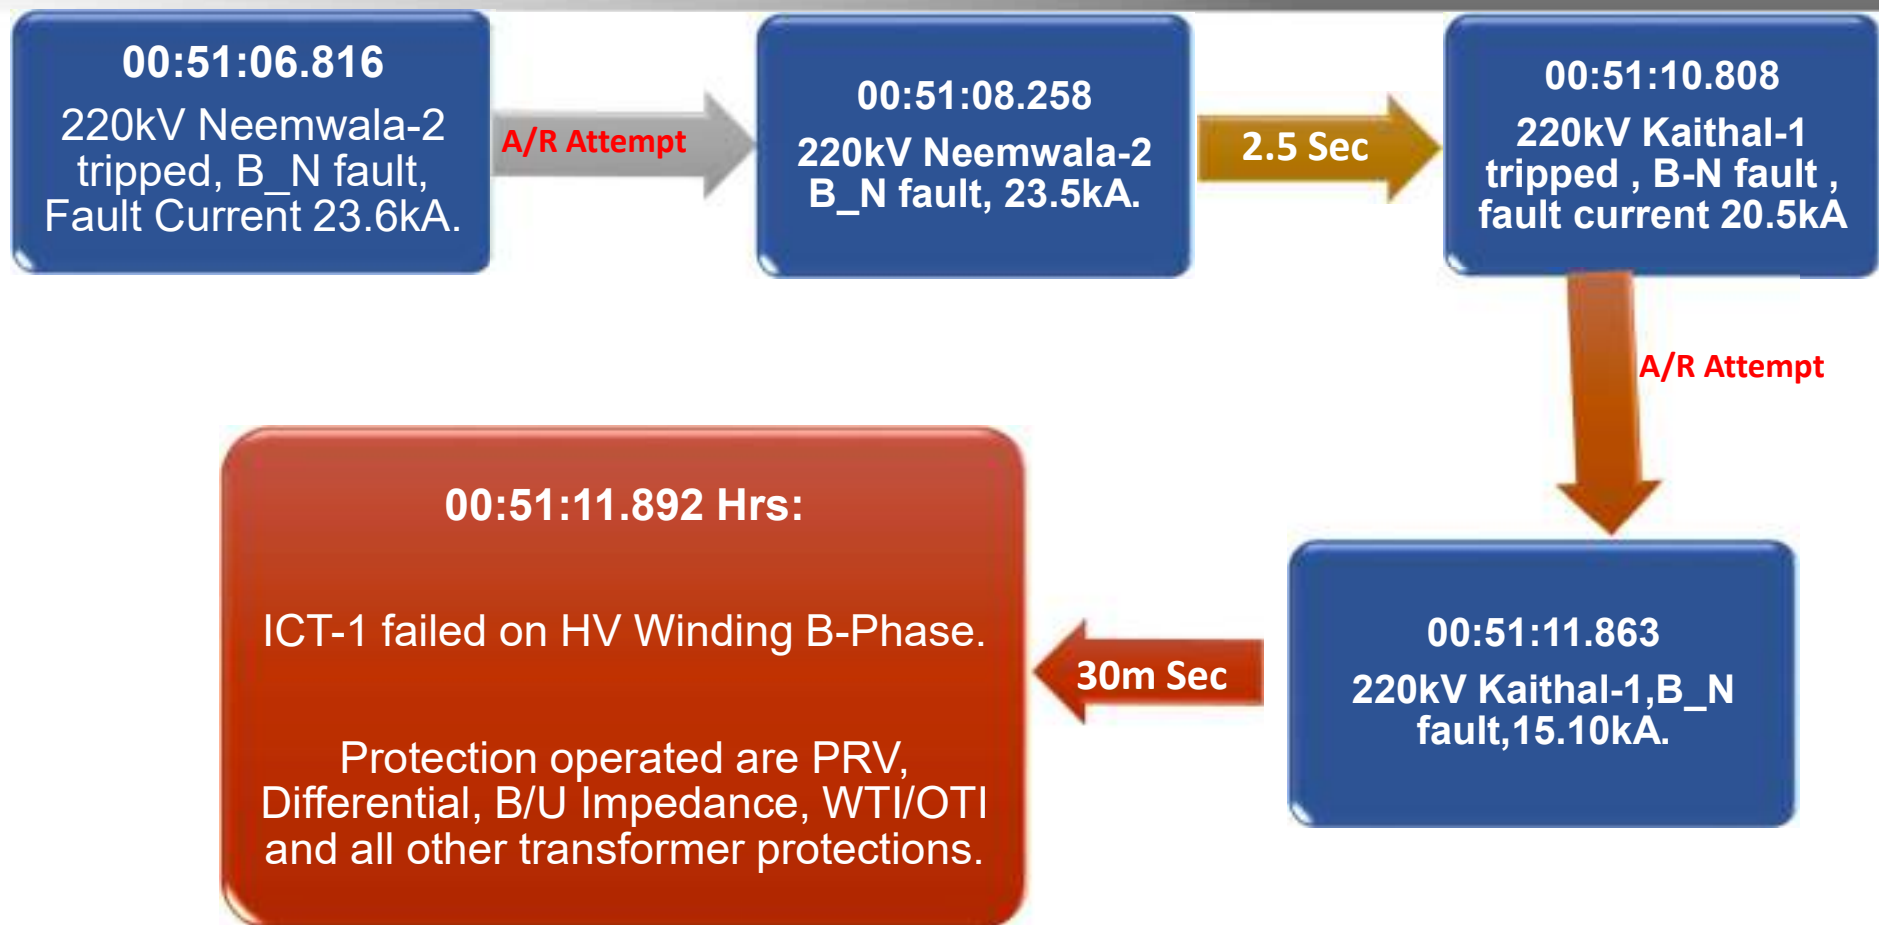 00:51:06.816
220kV Neemwala-2
tripped, B_N fault,
Fault Current 23.6kA.
A/R Attempt
00:51:08.258
220kV Neemwala-2
B_N fault, 23.5kA.
2.5 Sec
00:51:10.808
220kV Kaithal-1
tripped , B-N fault ,
fault current 20.5kA
A/R Attempt
00:51:11.863
220kV Kaithal-1,B_N
fault,15.10kA.
30m Sec
00:51:11.892 Hrs:
ICT-1 failed on HV Winding B-Phase.
Protection operated are PRV,
Differential, B/U Impedance, WTI/OTI
and all other transformer protections.